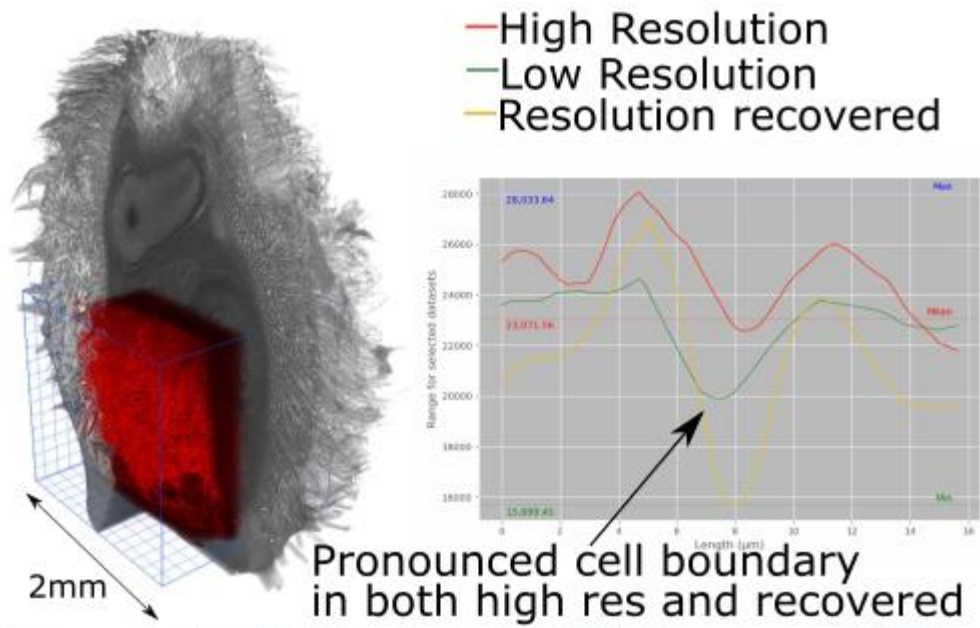 High Resolution
Low Resolution
Resolution recovered
28000
28,033.84
Max
26000
24000
Mean
23,071.56
22000
20000
18000
16000
Min
15,699.45
Range for selected datasets
0 2 4 6 8 10 12 14 16
Length (µm)
2mm
Pronounced cell boundary
in both high res and recovered